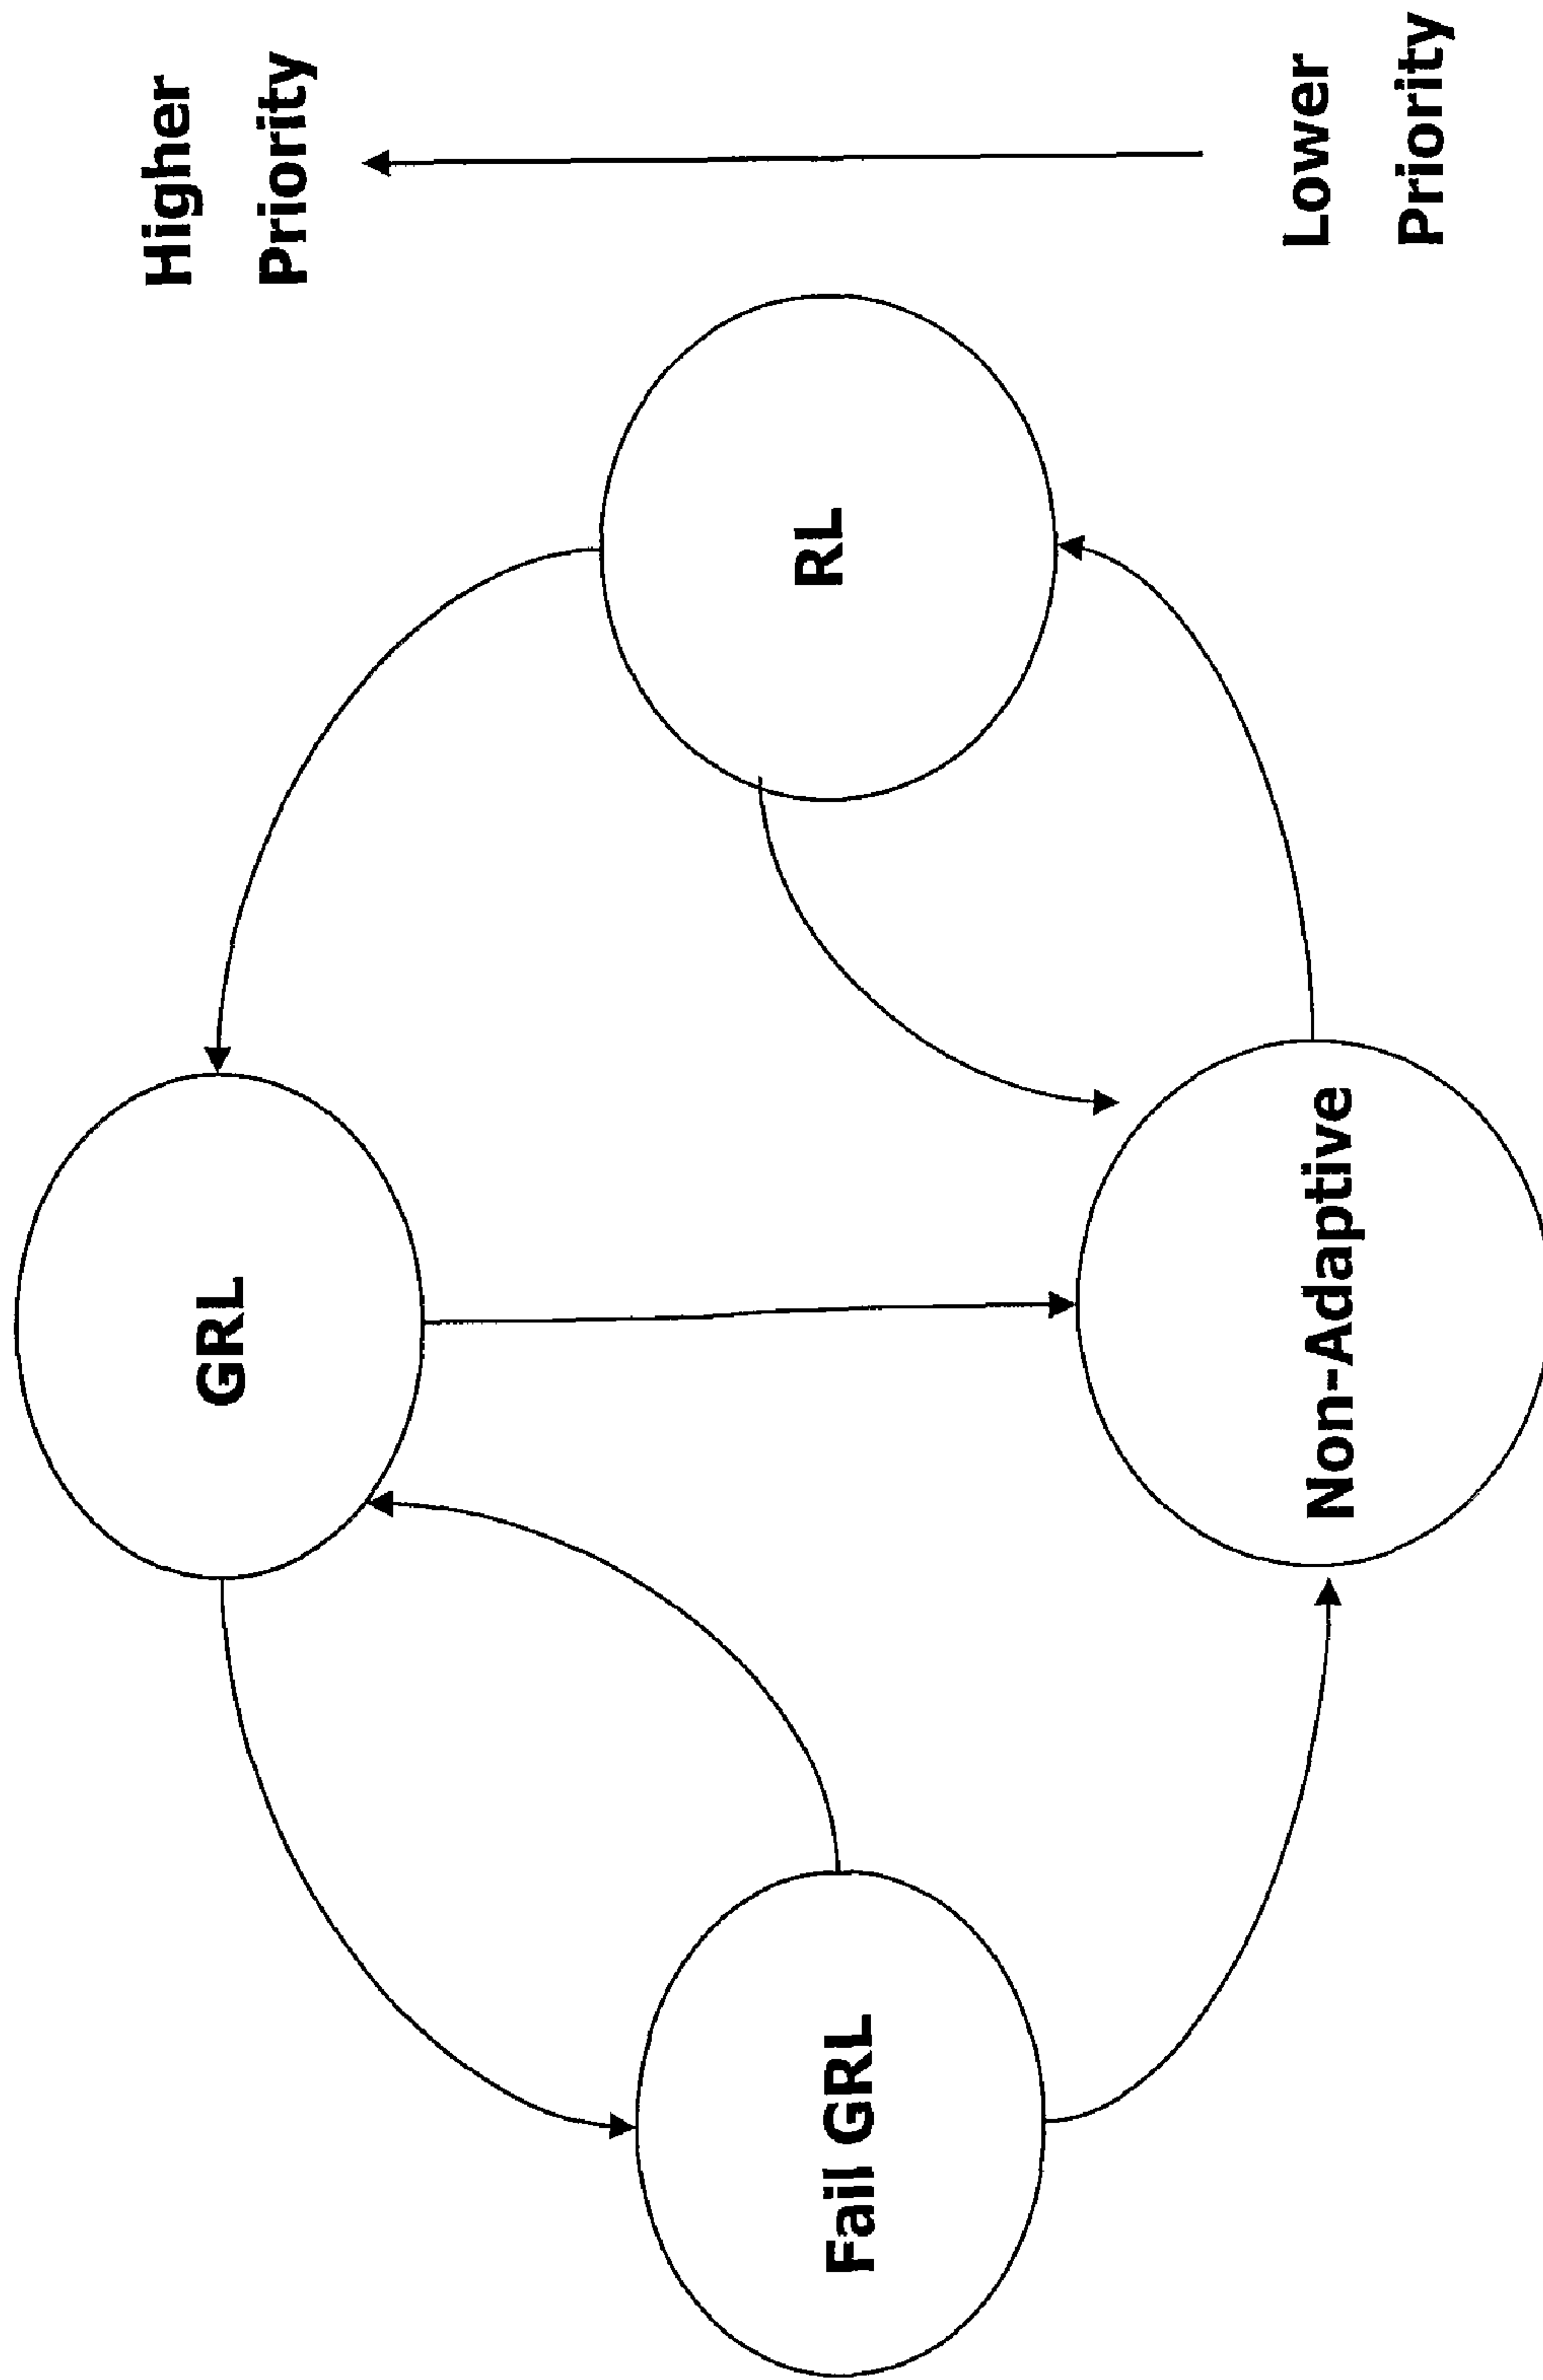 GRL
Fail GRL
RL
Non-Adaptive
Higher
Priority
Lower
Priority